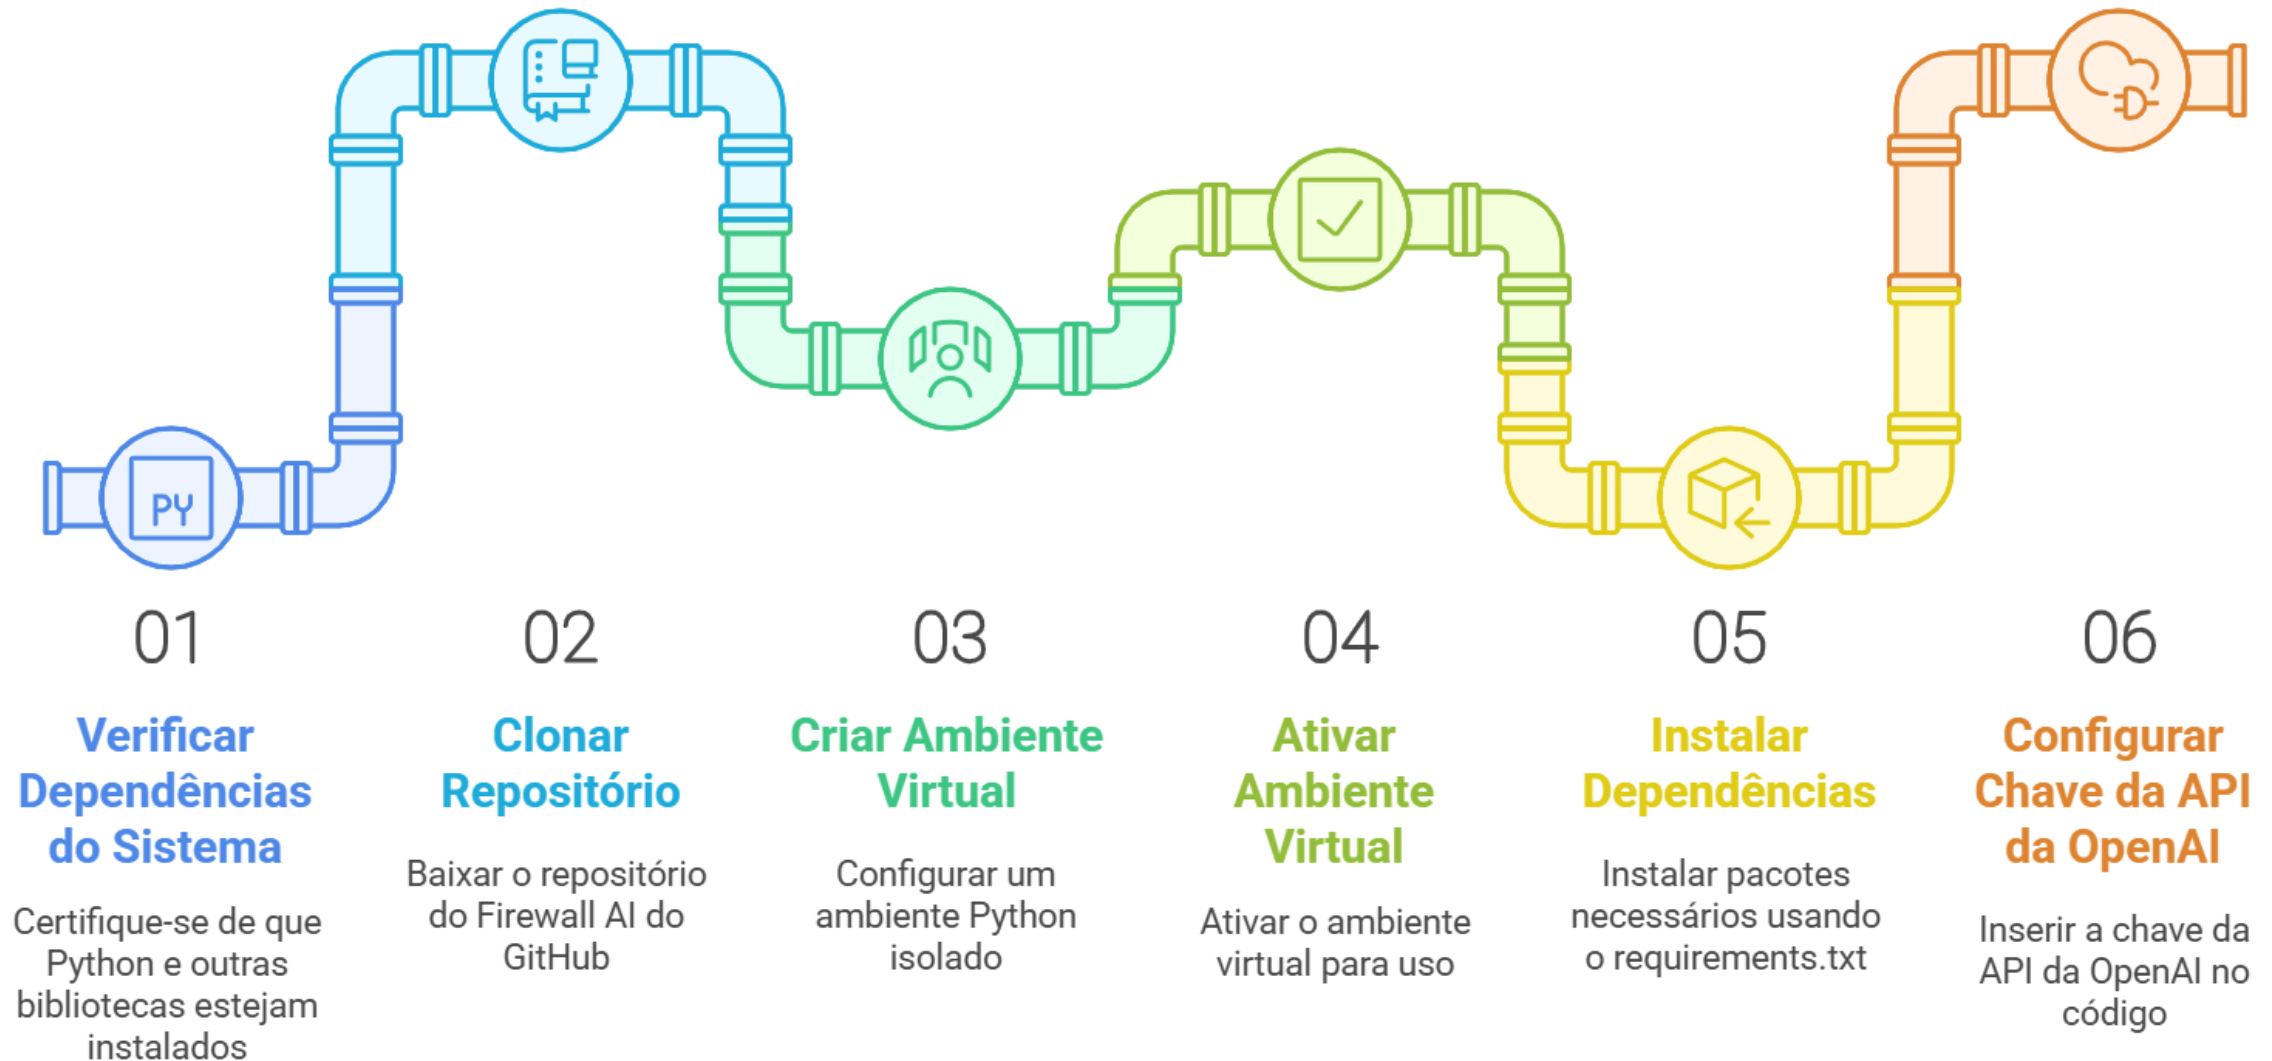 PY
01
Verificar
Dependências
do Sistema
Certifique-se de que
Python e outras
bibliotecas estejam
instalados
02
Clonar
Repositório
Baixar o repositório
do Firewall AI do
GitHub
03
Criar Ambiente
Virtual
Configurar um
ambiente Python
isolado
04
Ativar
Ambiente
Virtual
Ativar o ambiente
virtual para uso
05
Instalar
Dependências
Instalar pacotes
necessários usando
o requirements.txt
06
Configurar
Chave da API
da OpenAI
Inserir a chave da
API da OpenAI no
código